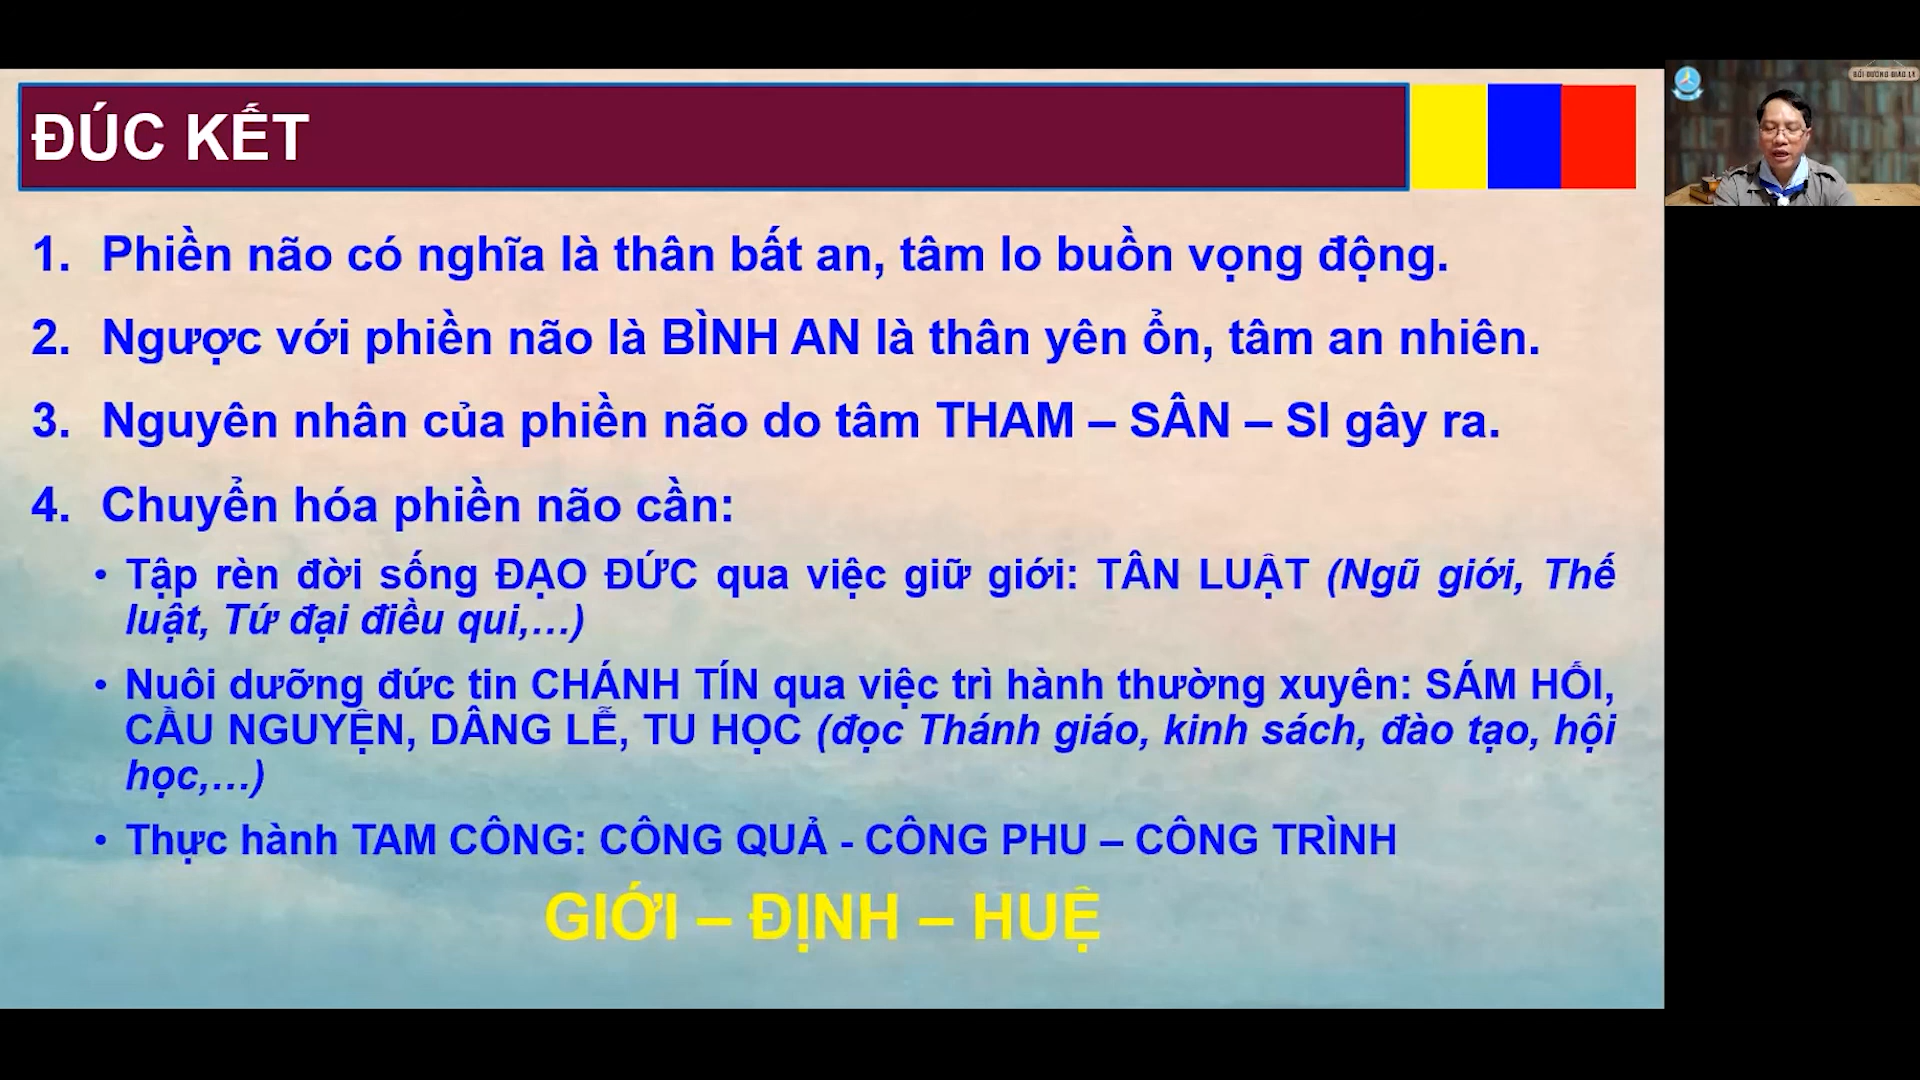 ĐÚC KẾT
BỒI DƯỠNG GIÁO LÝ
1. Phiền não có nghĩa là thân bất an, tâm lo buồn vọng động.
2. Ngược với phiền não là BÌNH AN là thân yên ổn, tâm an nhiên.
3. Nguyên nhân của phiền não do tâm THAM – SÂN – SI gây ra.
4. Chuyển hóa phiền não cần:
• Tập rèn đời sống ĐẠO ĐỨC qua việc giữ giới: TÂN LUẬT (Ngũ giới, Thế
luật, Tứ đại điều qui,…)
• Nuôi dưỡng đức tin CHÁNH TÍN qua việc trì hành thường xuyên: SÁM HỐI,
CẦU NGUYỆN, DÂNG LỄ, TU HỌC (đọc Thánh giáo, kinh sách, đào tạo, hội
học,…)
• Thực hành TAM CÔNG: CÔNG QUẢ - CÔNG PHU – CÔNG TRÌNH
GIỚI – ĐỊNH – HUỆ